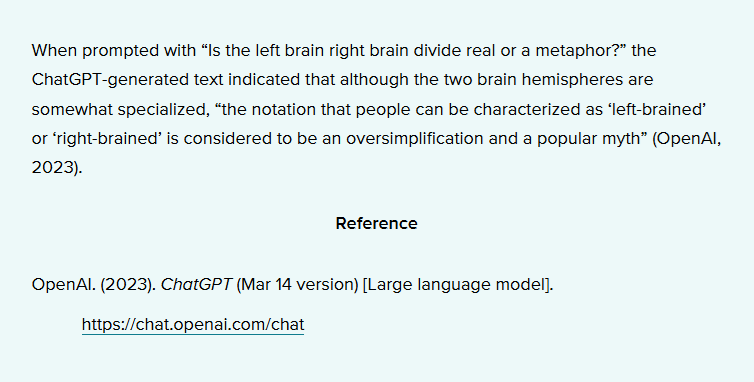 When prompted with “Is the left brain right brain divide real or a metaphor?” the
ChatGPT-generated text indicated that although the two brain hemispheres are
somewhat specialized, “the notation that people can be characterized as ‘left-brained’
or ‘right-brained’ is considered to be an oversimplification and a popular myth” (OpenAI,
2023).
Reference
OpenAI. (2023). ChatGPT (Mar 14 version) [Large language model].
https://chat.openai.com/chat